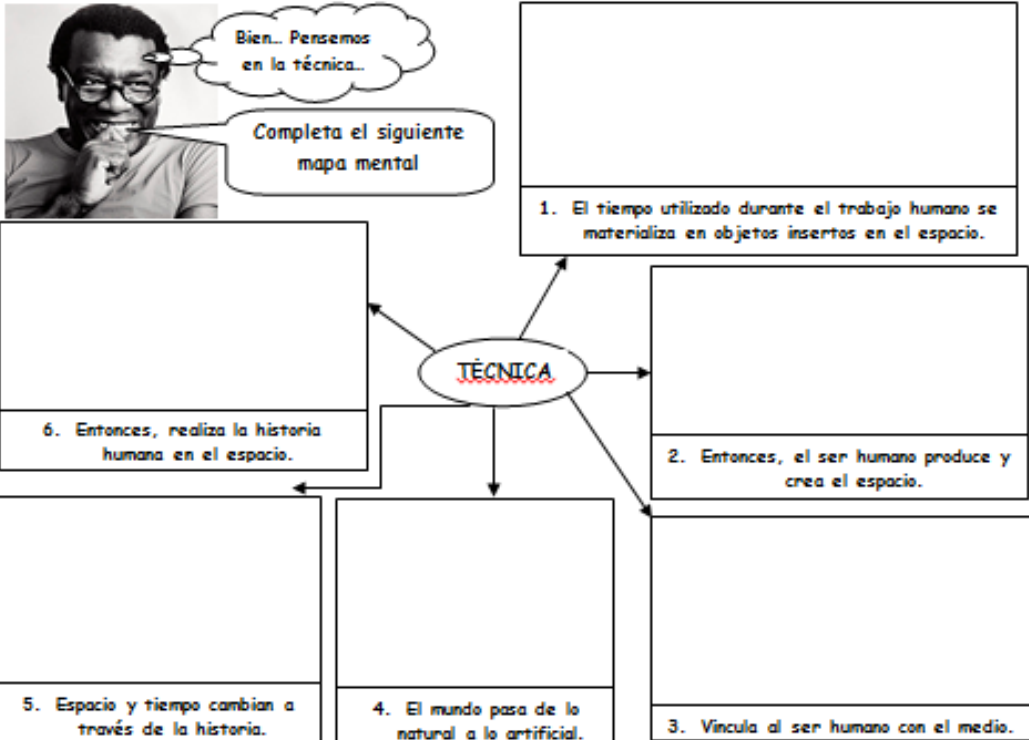 Bien... Pensemos
en la técnica...
Completa el siguiente
mapa mental
1. El tiempo utilizado durante el trabajo humano se
materializa en objetos insertos en el espacio.
TÉCNICA
6. Entonces, realiza la historia
humana en el espacio.
2. Entonces, el ser humano produce y
crea el espacio.
5. Espacio y tiempo cambian a
través de la historia.
4. El mundo pasa de lo
natural a lo artificial.
3. Vincula al ser humano con el medio.